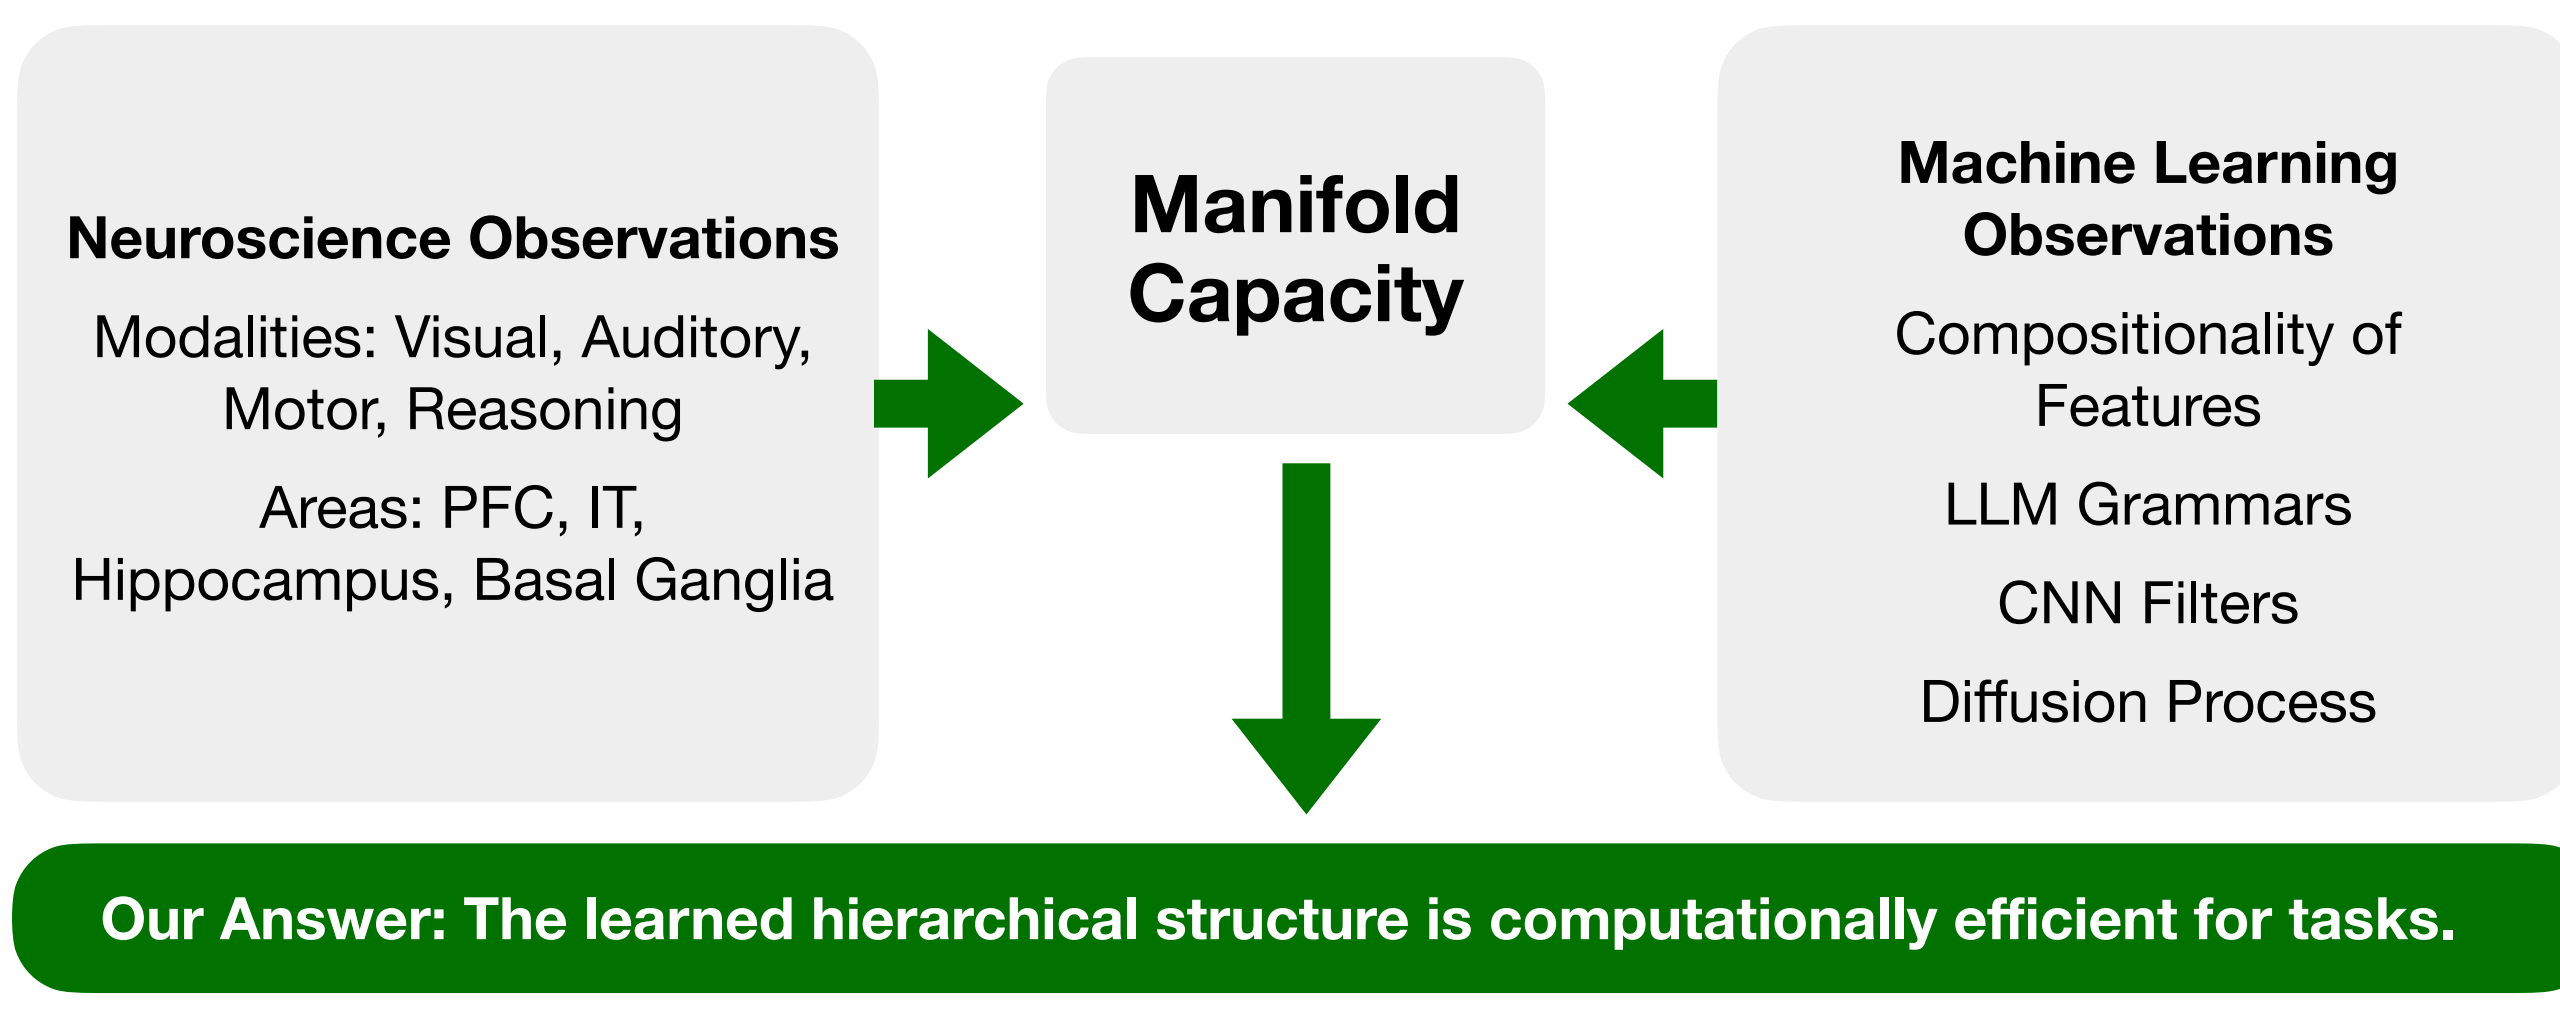 Neuroscience Observations
Modalities: Visual, Auditory,
Motor, Reasoning
Areas: PFC, IT,
Hippocampus, Basal Ganglia
Manifold
Capacity
Machine Learning
Observations
Compositionality of
Features
LLM Grammars
CNN Filters
Diffusion Process
Our Answer: The learned hierarchical structure is computationally efficient for tasks.